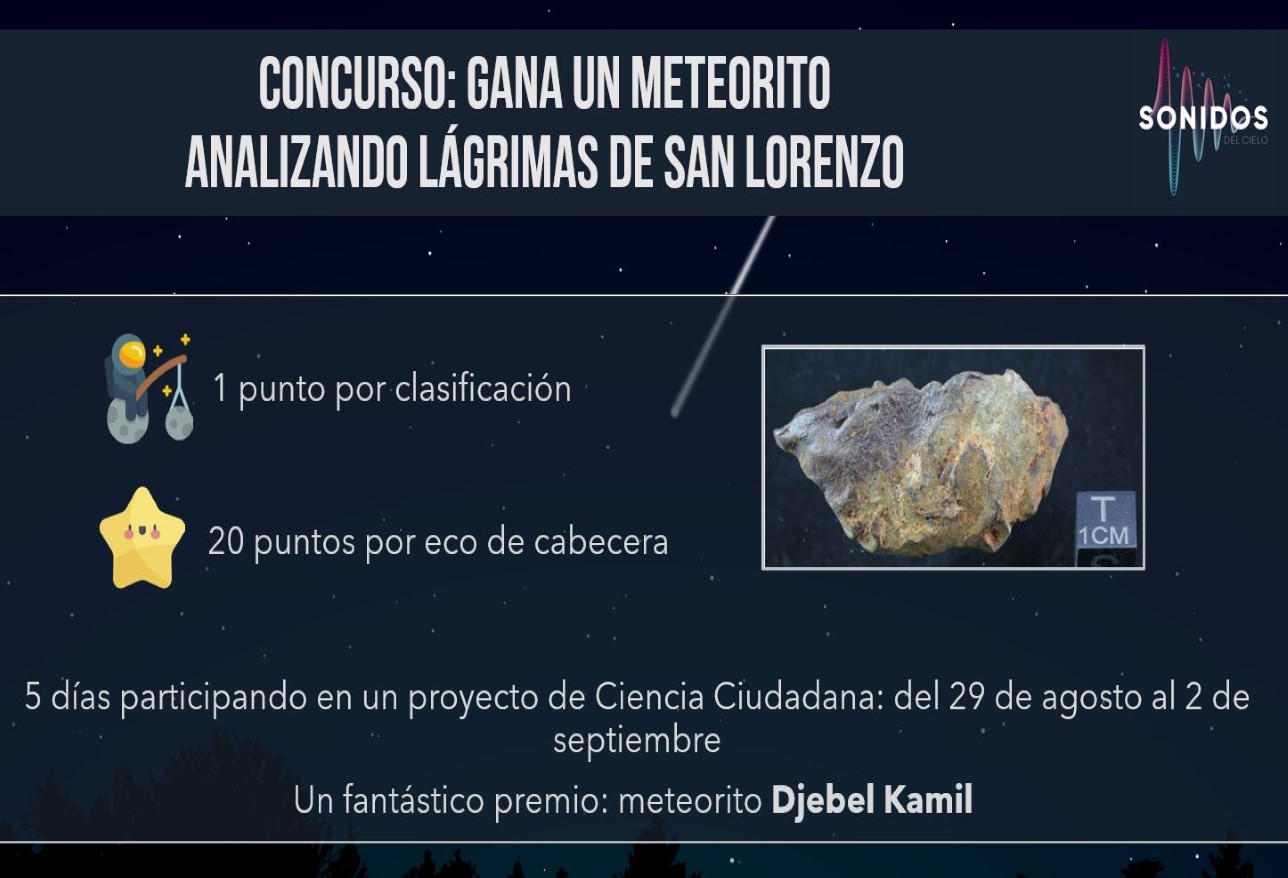 CONCURSO: GANA UN METEORITO
ANALIZANDO LÁGRIMAS DE SAN LORENZO
SONIDOS
DEL CIELO
1 punto por clasificación
20 puntos por eco de cabecera
T
1CM
5 días participando en un proyecto de Ciencia Ciudadana: del 29 de agosto al 2 de
septiembre
Un fantástico premio: meteorito Djebel Kamil